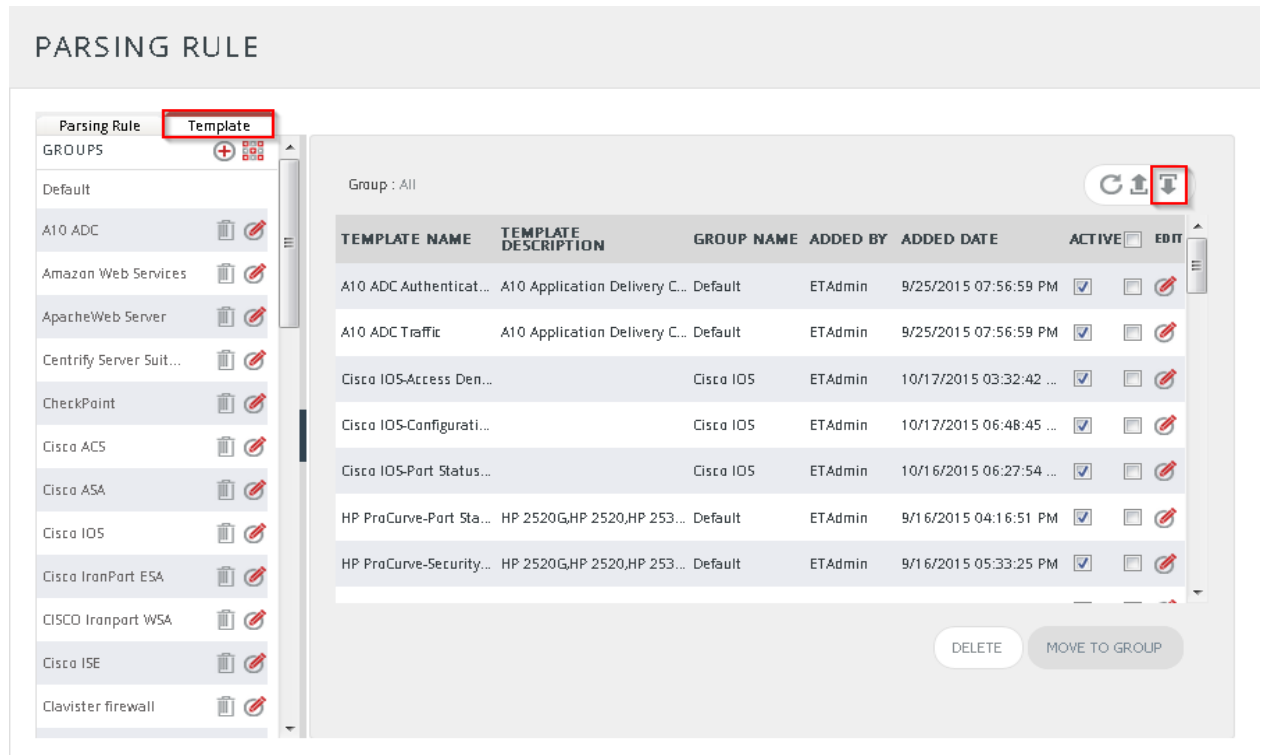 PARSING RULE
Parsing Rule Template
GROUPS
Default
A10 ADC
Amazon Web Services
ApacheWeb Server
Centrify Server Suit...
CheckPoint
Cisco ACS
Cisco ASA
Cisco IOS
Cisco IronPort ESA
CISCO Ironport WSA
Cisco ISE
Clavister firewall
Group : All
TEMPLATE NAME TEMPLATE DESCRIPTION GROUP NAME ADDED BY ADDED DATE ACTIVE EDIT
A10 ADC Authenticat... A10 Application Delivery C... Default ETAdmin 9/25/2015 07:56:59 PM
A10 ADC Traffic A10 Application Delivery C... Default ETAdmin 9/25/2015 07:56:59 PM
Cisco IOS-Access Den... Cisco IOS ETAdmin 10/17/2015 03:32:42 ...
Cisco IOS-Configurati... Cisco IOS ETAdmin 10/17/2015 06:48:45 ...
Cisco IOS-Port Status... Cisco IOS ETAdmin 10/16/2015 06:27:54 ...
HP ProCurve-Port Sta... HP 2520G,HP 2520,HP 253... Default ETAdmin 9/16/2015 04:16:51 PM
HP ProCurve-Security... HP 2520G,HP 2520,HP 253... Default ETAdmin 9/16/2015 05:33:25 PM
DELETE MOVE TO GROUP